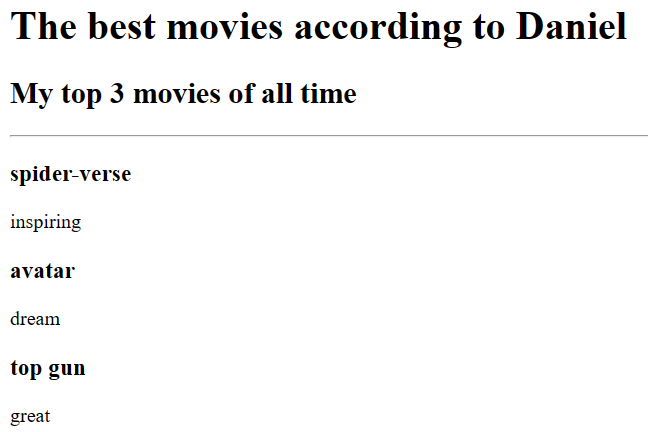 The best movies according to Daniel
My top 3 movies of all time
spider-verse
inspiring
avatar
dream
top gun
great